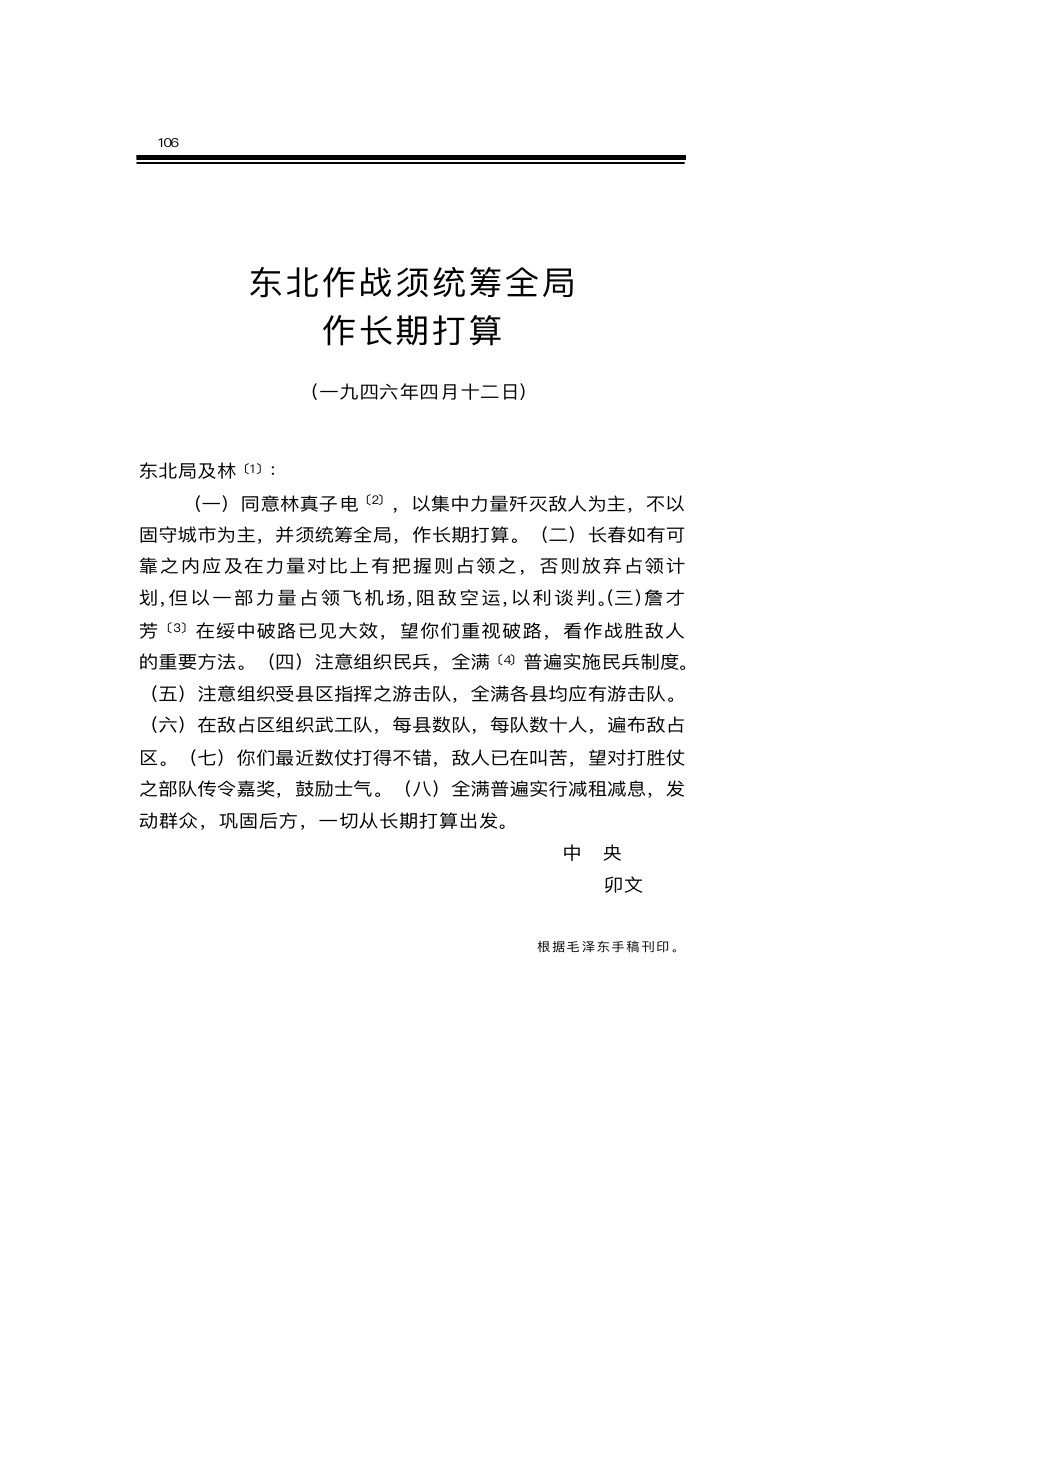 106
东北作战须统筹全局
作长期打算
（一九四六年四月十二日）
东北局及林〔1〕：
（一）同意林真子电〔2〕，以集中力量歼灭敌人为主，不以
固守城市为主，并须统筹全局，作长期打算。（二）长春如有可
靠之内应及在力量对比上有把握则占领之，否则放弃占领计
划，但以一部力量占领飞机场，阻敌空运，以利谈判。（三）詹才
芳〔3〕在绥中破路已见大效，望你们重视破路，看作战胜敌人
的重要方法。（四）注意组织民兵，全满〔4〕普遍实施民兵制度。
（五）注意组织受县区指挥之游击队，全满各县均应有游击队。
（六）在敌占区组织武工队，每县数队，每队数十人，遍布敌占
区。（七）你们最近数仗打得不错，敌人已在叫苦，望对打胜仗
之部队传令嘉奖，鼓励士气。（八）全满普遍实行减租减息，发
动群众，巩固后方，一切从长期打算出发。
中　央
卯文
根据毛泽东手稿刊印。